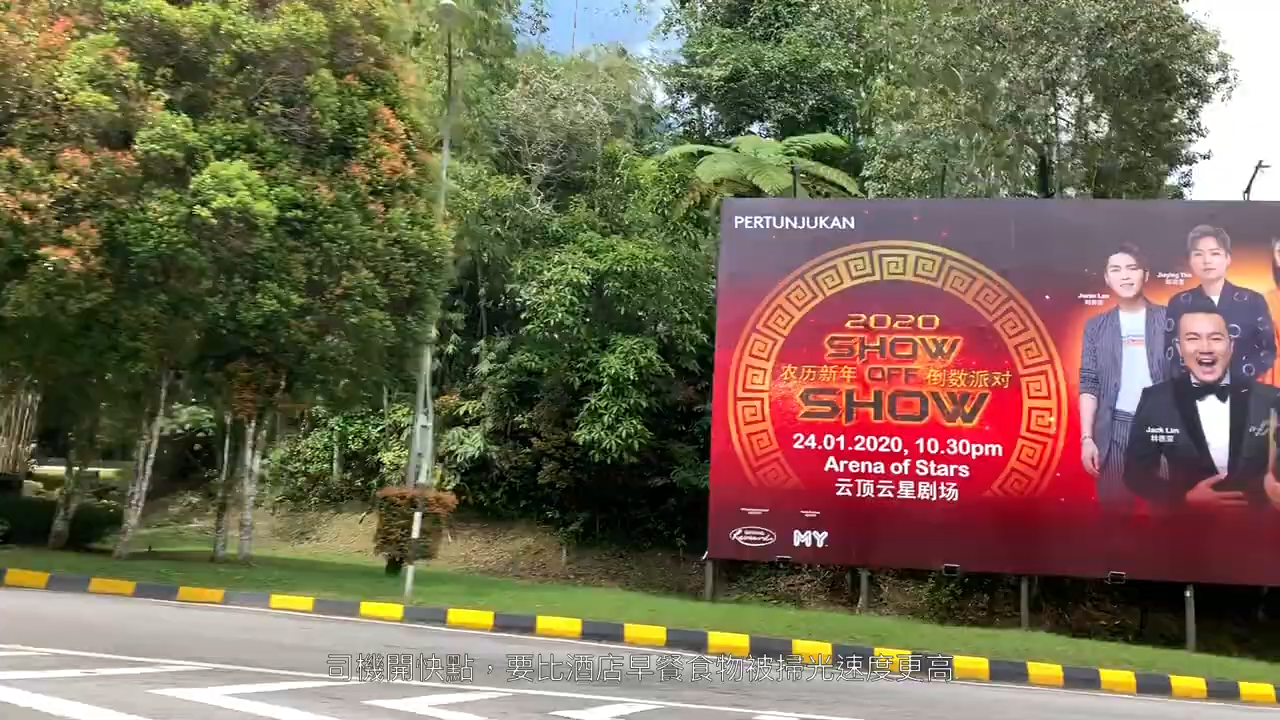 PERTUNJUKAN
2020
SHOW
农历新年 OFF 倒数派对
SHOW
24.01.2020, 10.30pm
Arena of Stars
云顶云星剧场
Jack Lim
MY
司機開快點，要比酒店早餐食物被掃光速度更高